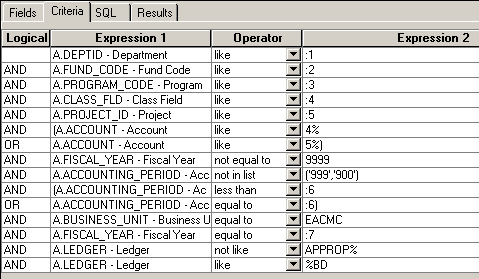 Fields Criteria SQL Results
Logical Expression 1 Operator Expression 2
A.DEPTID - Department like :1
AND A.FUND_CODE - Fund Code like :2
AND A.PROGRAM_CODE - Program like :3
AND A.CLASS_FLD - Class Field like :4
AND A.PROJECT_ID - Project like :5
AND (A.ACCOUNT - Account like 4%
OR A.ACCOUNT - Account like 5%)
AND A.FISCAL_YEAR - Fiscal Year not equal to 9999
AND A.ACCOUNTING_PERIOD - Acc not in list ('999','900')
AND (A.ACCOUNTING_PERIOD - Ac less than :6
OR A.ACCOUNTING_PERIOD - Acc equal to :6)
AND A.BUSINESS_UNIT - Business U equal to EACMC
AND A.FISCAL_YEAR - Fiscal Year equal to :7
AND A.LEDGER - Ledger not like APPROP%
AND A.LEDGER - Ledger like %BD